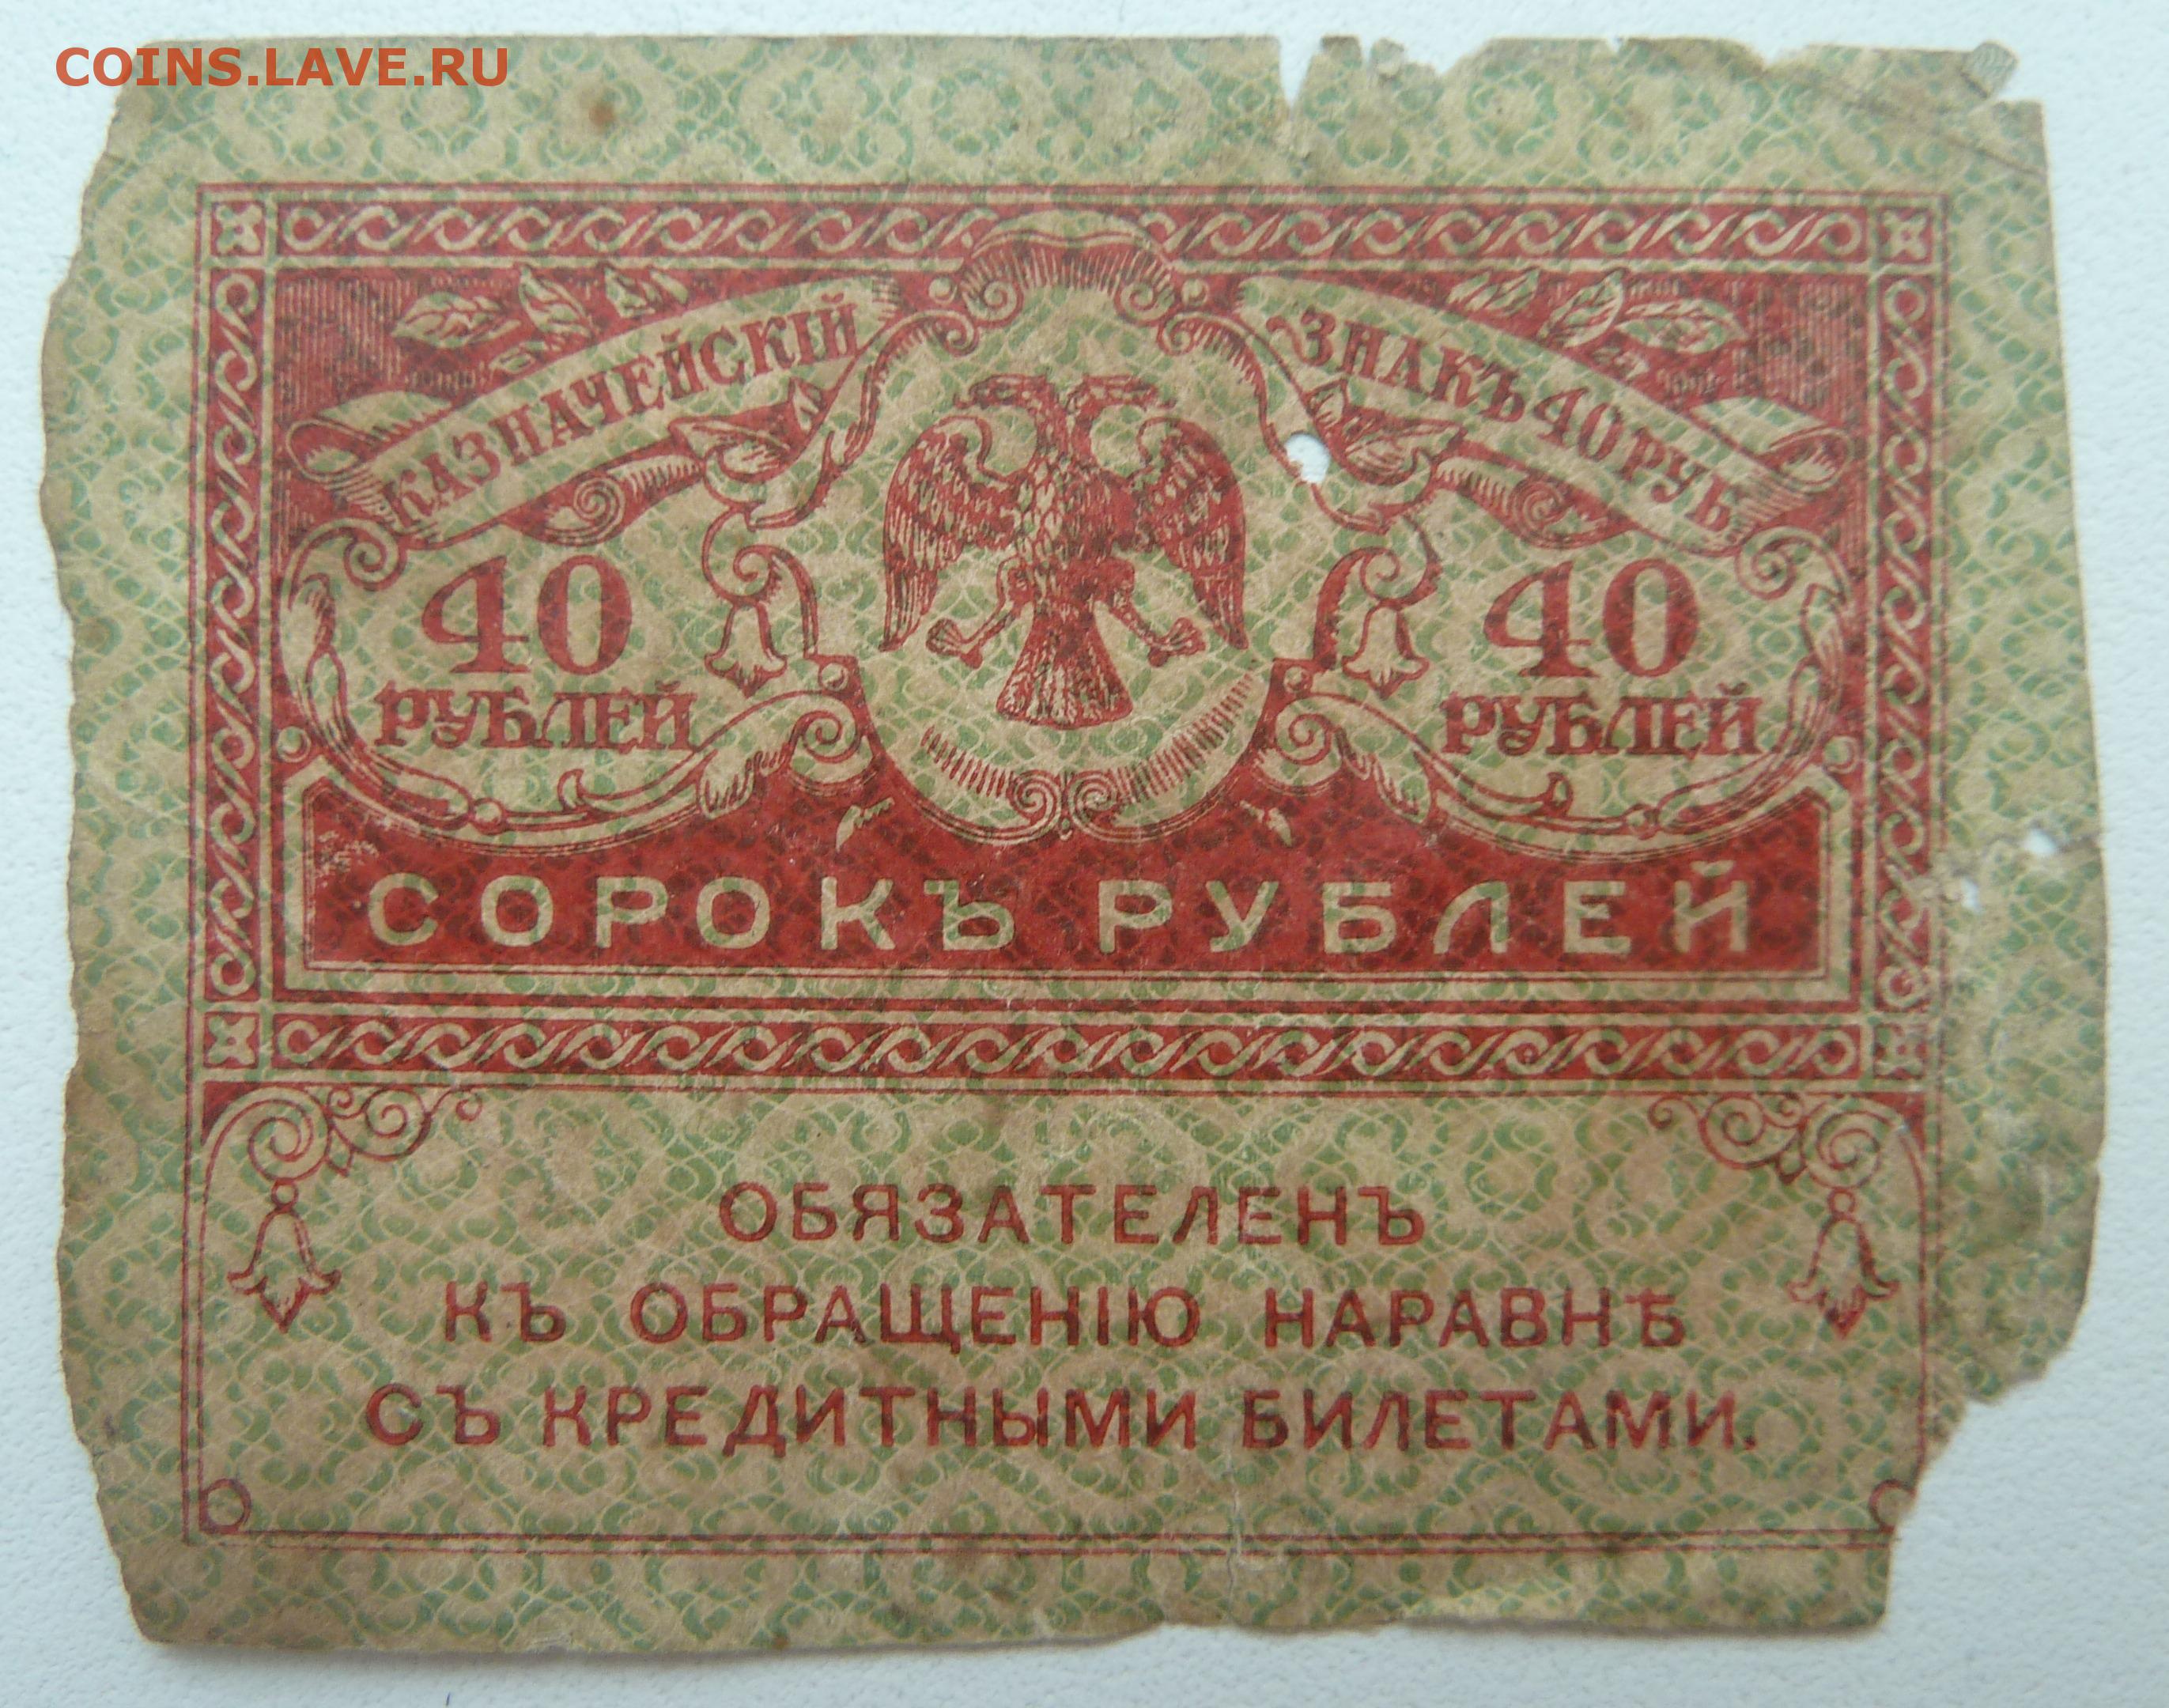 COINS.LAVE.RU
КАЗНАЧЕЙСКІЙ ЗНАКЪ 40 РУБ
40 40
РУБЛЕЙ РУБЛЕЙ
СОРОКЪ РУБЛЕЙ
ОБЯЗАТЕЛЕНЪ
КЪ ОБРАЩЕНІЮ НАРАВНѢ
СЪ КРЕДИТНЫМИ БИЛЕТАМИ.